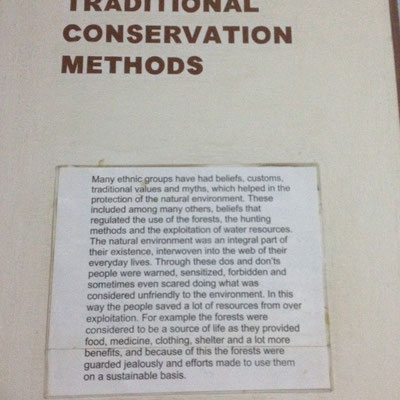 TRADITIONAL
CONSERVATION
METHODS
Many ethnic groups have had beliefs, customs,
traditional values and myths, which helped in the
protection of the natural environment. These
included among many others, beliefs that
regulated the use of the forests, the hunting
methods and the exploitation of water resources.
The natural environment was an integral part of
their existence, interwoven into the web of their
everyday lives. Through these dos and don'ts
people were warned, sensitized, forbidden and
sometimes even scared doing what was
considered unfriendly to the environment. In this
way the people saved a lot of resources from over
exploitation. For example the forests were
considered to be a source of life as they provided
food, medicine, clothing, shelter and a lot more
benefits, and because of this the forests were
guarded jealously and efforts made to use them
on a sustainable basis.